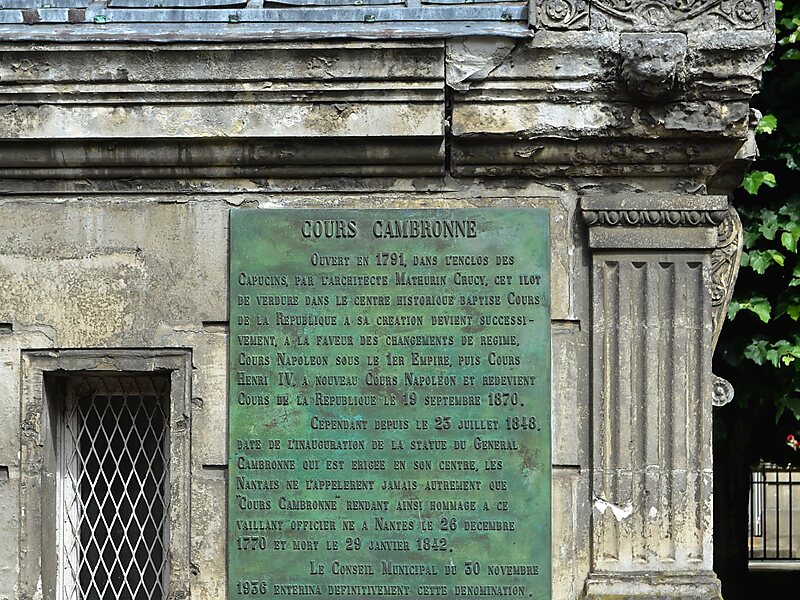 COURS CAMBRONNE
OUVERT EN 1791, DANS L'ENCLOS DES
CAPUCINS, PAR L'ARCHITECTE MATHURIN CRUCY, CET ILOT
DE VERDURE DANS LE CENTRE HISTORIQUE BAPTISE COURS
DE LA REPUBLIQUE A SA CREATION DEVIENT SUCCESSI-
VEMENT, A LA FAVEUR DES CHANGEMENTS DE REGIME,
COURS NAPOLEON SOUS LE 1ER EMPIRE, PUIS COURS
HENRI IV, A NOUVEAU COURS NAPOLEON ET REDEVIENT
COURS DE LA REPUBLIQUE LE 19 SEPTEMBRE 1870.
CEPENDANT DEPUIS LE 23 JUILLET 1848,
DATE DE L'INAUGURATION DE LA STATUE DU GENERAL
CAMBRONNE QUI EST ERIGEE EN SON CENTRE, LES
NANTAIS NE L'APPELERENT JAMAIS AUTREMENT QUE
"COURS CAMBRONNE" RENDANT AINSI HOMMAGE A CE
VAILLANT OFFICIER NE A NANTES LE 26 DECEMBRE
1770 ET MORT LE 29 JANVIER 1842.
LE CONSEIL MUNICIPAL DU 30 NOVEMBRE
1936 ENTERINA DEFINITIVEMENT CETTE DENOMINATION.